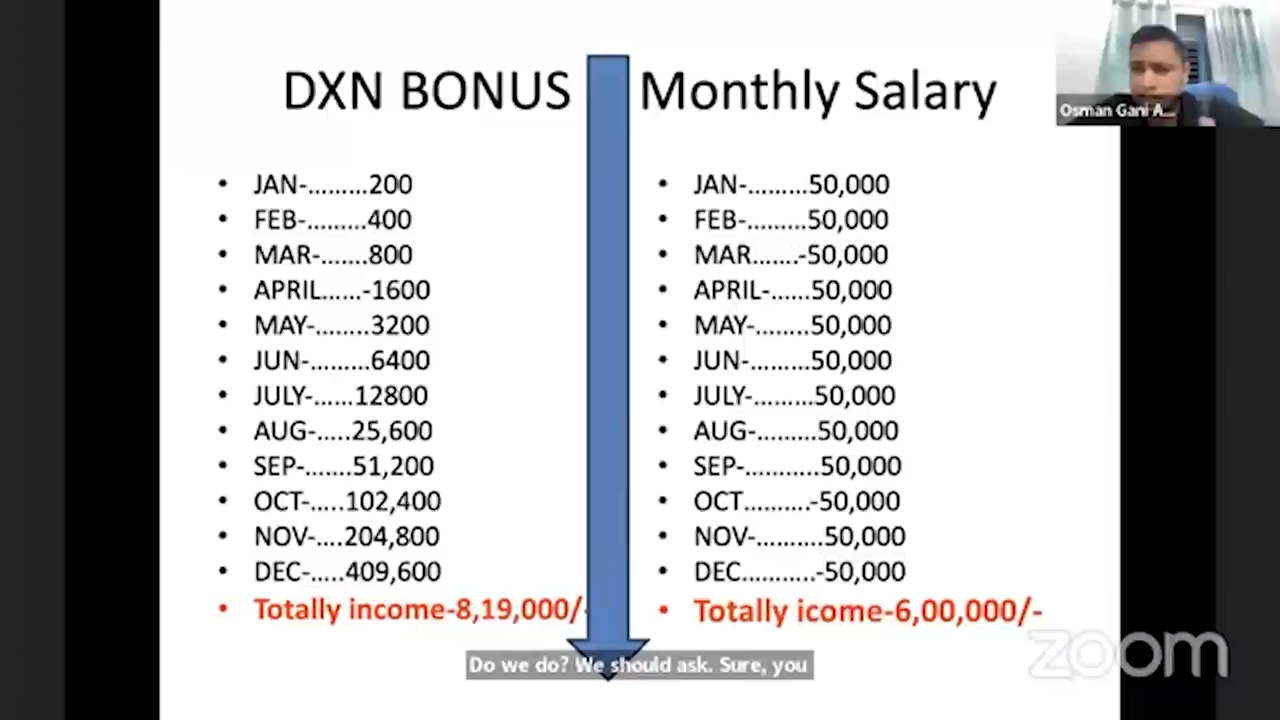 DXN BONUS
Monthly Salary
Osman Gani A...
• JAN-.........200
• FEB-.........400
• MAR-.......800
• APRIL......-1600
• MAY-........3200
• JUN-.........6400
• JULY-......12800
• AUG-.....25,600
• SEP-.......51,200
• OCT-.....102,400
• NOV-....204,800
• DEC-.....409,600
• Totally income-8,19,000/-
• JAN-.........50,000
• FEB-.........50,000
• MAR.......-50,000
• APRIL-......50,000
• MAY-........50,000
• JUN-.........50,000
• JULY-.........50,000
• AUG-.........50,000
• SEP-...........50,000
• OCT..........-50,000
• NOV-..........50,000
• DEC...........-50,000
• Totally icome-6,00,000/-
Do we do? We should ask. Sure, you
zoom